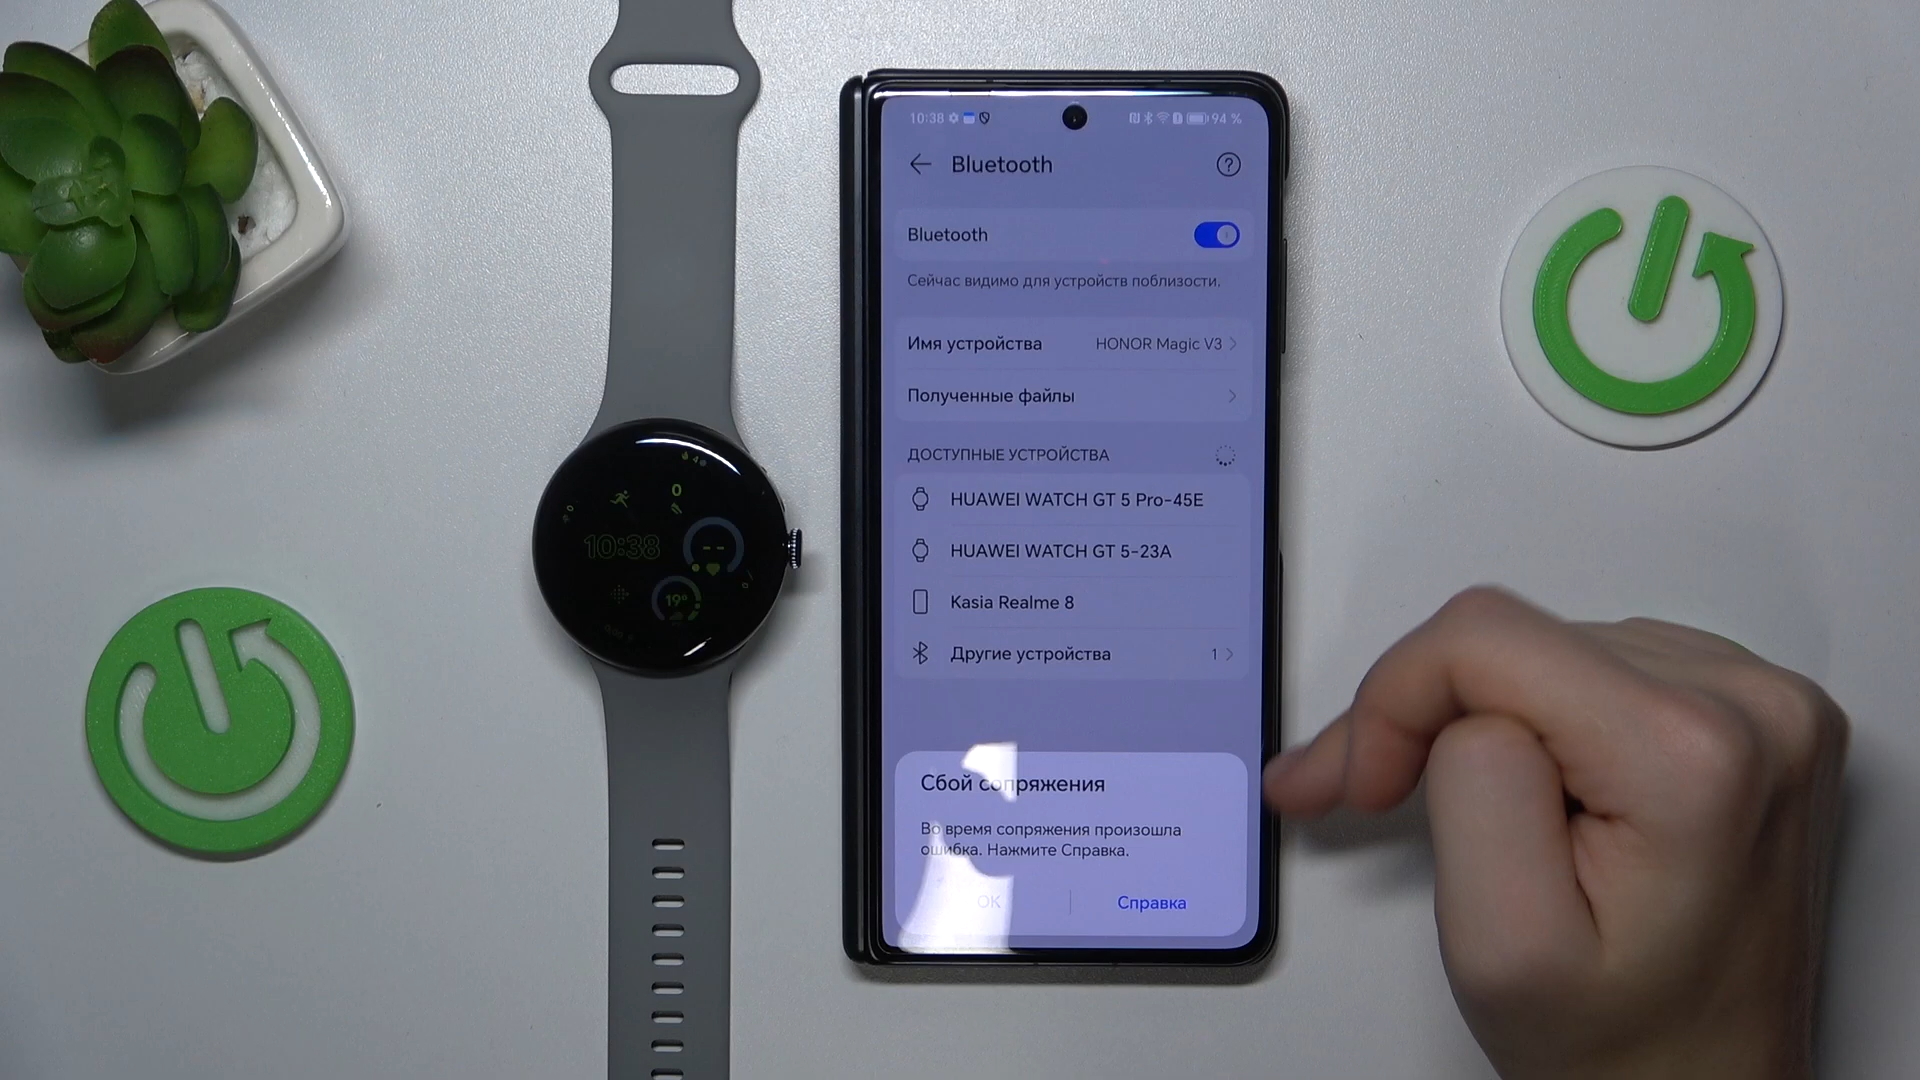 10:38
94 %
Bluetooth
Bluetooth
Сейчас видимо для устройств поблизости.
Имя устройства HONOR Magic V3
Полученные файлы
ДОСТУПНЫЕ УСТРОЙСТВА
HUAWEI WATCH GT 5 Pro-45E
HUAWEI WATCH GT 5-23A
Kasia Realme 8
Другие устройства 1
Сбой сопряжения
Во время сопряжения произошла
ошибка. Нажмите Справка.
OK
Справка
0
10:38
--
19°